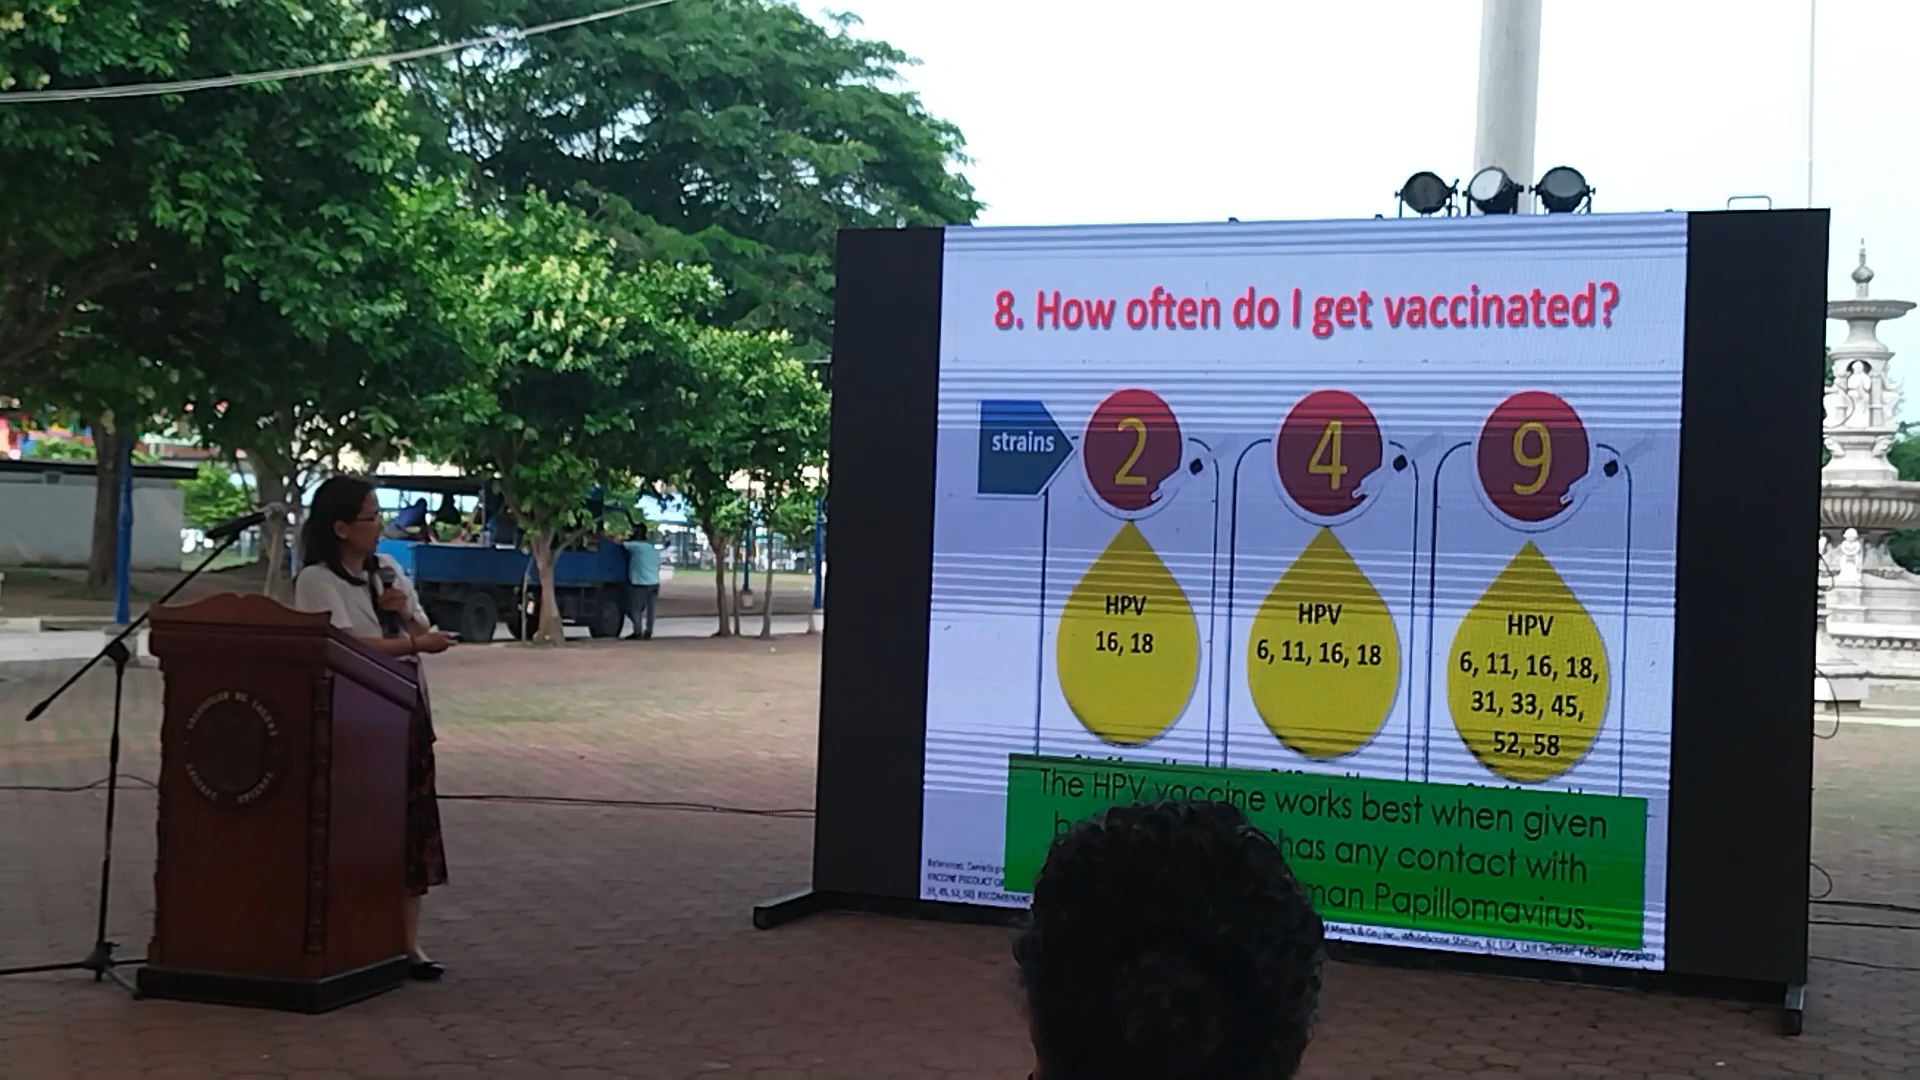 8. How often do I get vaccinated?
strains
2
4
9
HPV
16, 18
HPV
6, 11, 16, 18
HPV
6, 11, 16, 18,
31, 33, 45,
52, 58
The HPV vaccine works best when given
has any contact with
Papillomavirus.